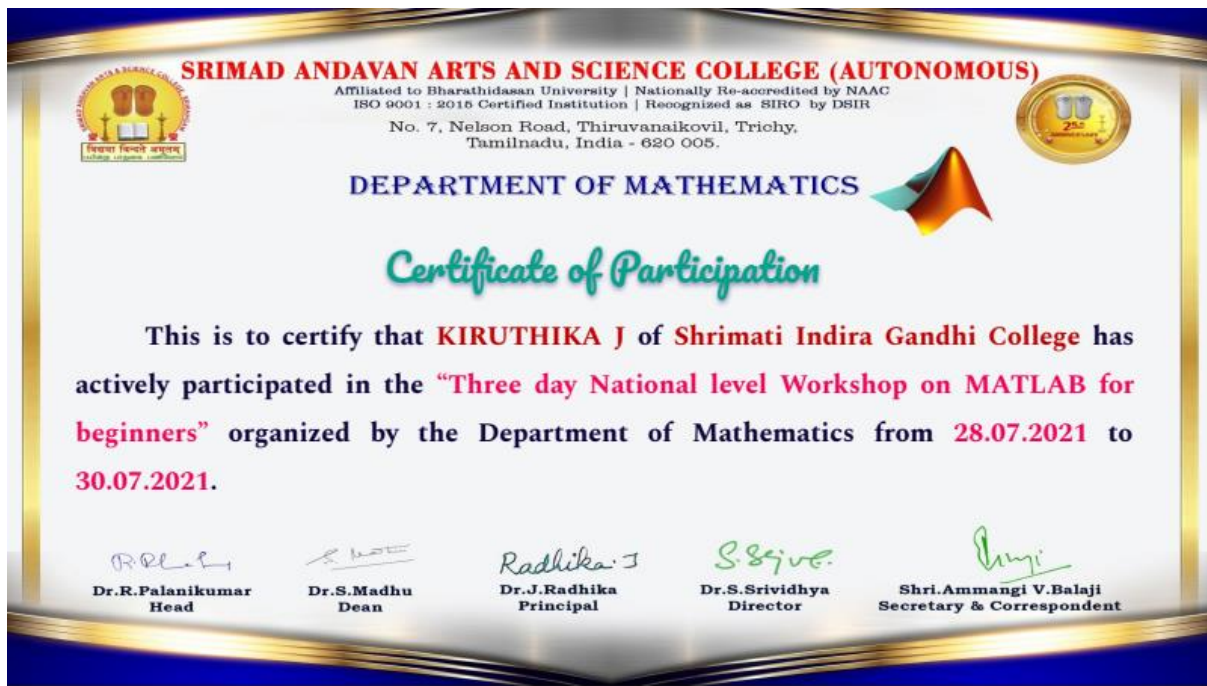 SRIMAD ANDAVAN ARTS AND SCIENCE COLLEGE (AUTONOMOUS)
Affiliated to Bharathidasan University | Nationally Re-accredited by NAAC
ISO 9001 : 2015 Certified Institution | Recognized as SIRO by DSIR
No. 7, Nelson Road, Thiruvanaikovil, Trichy,
Tamilnadu, India - 620 005.
DEPARTMENT OF MATHEMATICS
Certificate of Participation
This is to certify that KIRUTHIKA J of Shrimati Indira Gandhi College has
actively participated in the “Three day National level Workshop on MATLAB for
beginners” organized by the Department of Mathematics from 28.07.2021 to
30.07.2021.
Radhika. J
Dr.R.Palanikumar Dr.S.Madhu Dr.J.Radhika Dr.S.Srividhya Shri.Ammangi V.Balaji
Head Dean Principal Director Secretary & Correspondent